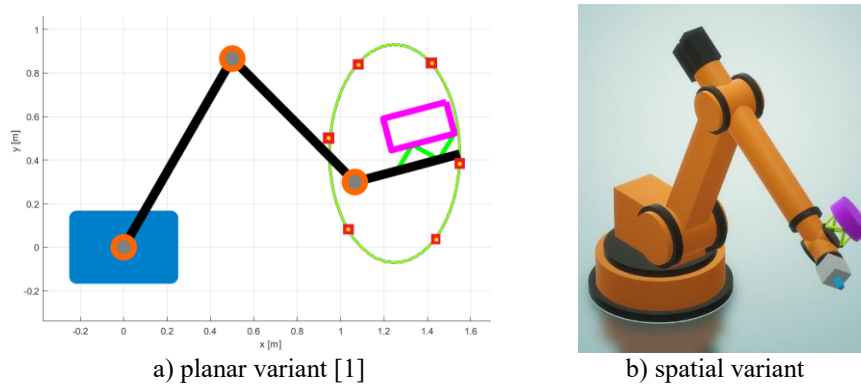 1
0.8
0.6
0.4
0.2
0
-0.2
y [m]
-0.2 0 0.2 0.4 0.6 0.8 1 1.2 1.4 1.6
x [m]
a) planar variant [1]
b) spatial variant